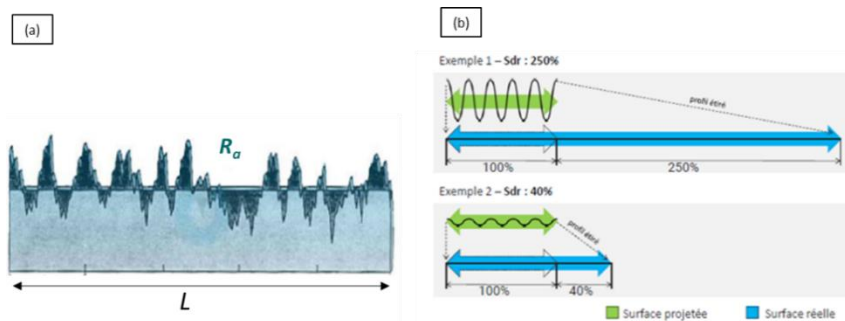 (a)
R_a
L
(b)
Exemple 1 – Sdr : 250%
profil étiré
100%
250%
Exemple 2 – Sdr : 40%
profil étiré
100%
40%
Surface projetée
Surface réelle